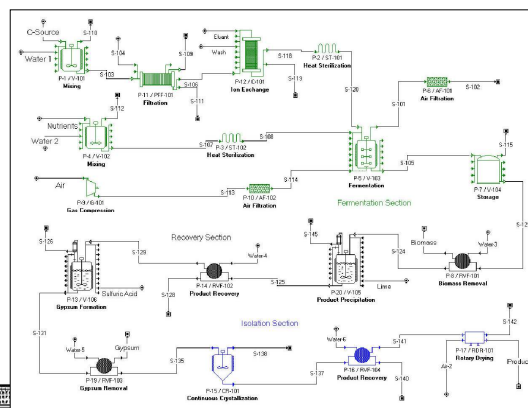 C-Source
S-110
Water 1
S-103
P-1 / V-101
Mixing
S-104
S-109
S-106
P-11 / PFF-101
Filtration
S-111
Eluant
Wash
S-118
S-119
P-12 / C-101
Ion Exchange
P-2 / ST-101
Heat Sterilization
S-120
S-101
P-6 / AF-101
Air Filtration
S-102
Nutrients
S-112
Water 2
P-4 / V-102
Mixing
S-107
P-3 / ST-102
Heat Sterilization
S-108
P-5 / V-103
Fermentation
S-105
S-115
P-7 / V-104
Storage
Air
P-9 / G-101
Gas Compression
S-113
P-10 / AF-102
Air Filtration
S-114
Fermentation Section
Recovery Section
S-126
S-129
Sulfuric Acid
P-13 / V-106
Gypsum Formation
Water-4
S-128
P-14 / RVF-102
Product Recovery
S-125
S-145
Lime
P-20 / V-105
Product Precipitation
S-124
Biomass
Water-3
P-8 / RVF-101
Biomass Removal
Isolation Section
S-131
Water-5
Gypsum
P-19 / RVF-103
Gypsum Removal
S-135
S-138
P-15 / CR-101
Continuous Crystallization
S-137
Water-6
S-141
P-16 / RVF-104
Product Recovery
S-140
S-142
P-17 / RDR-101
Rotary Drying
Air-2